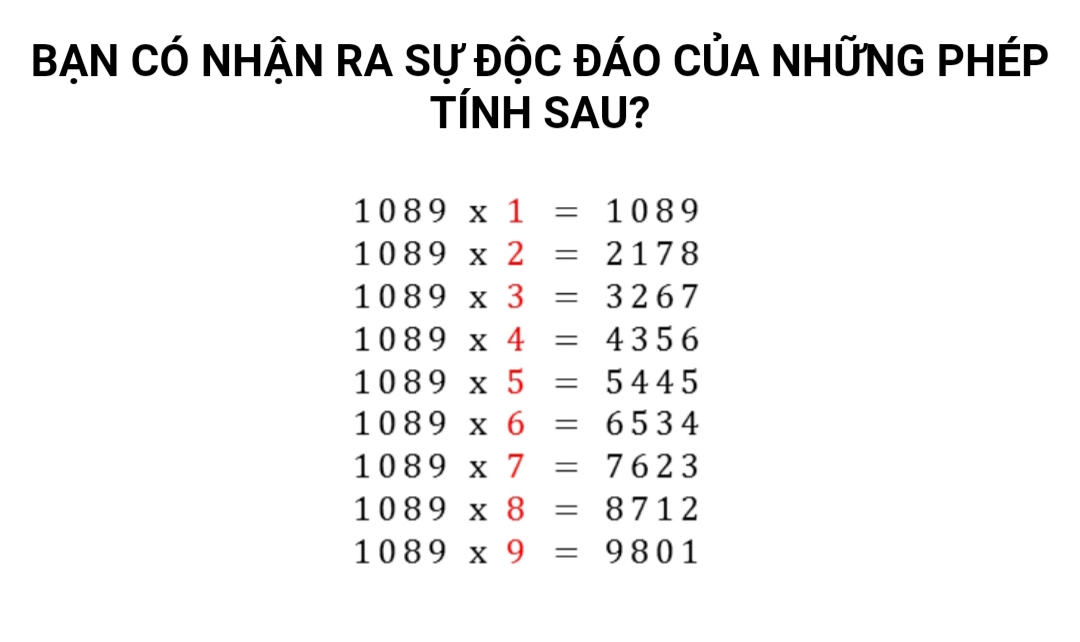 BẠN CÓ NHẬN RA SỰ ĐỘC ĐÁO CỦA NHỮNG PHÉP
TÍNH SAU?
1089 x 1 = 1089
1089 x 2 = 2178
1089 x 3 = 3267
1089 x 4 = 4356
1089 x 5 = 5445
1089 x 6 = 6534
1089 x 7 = 7623
1089 x 8 = 8712
1089 x 9 = 9801